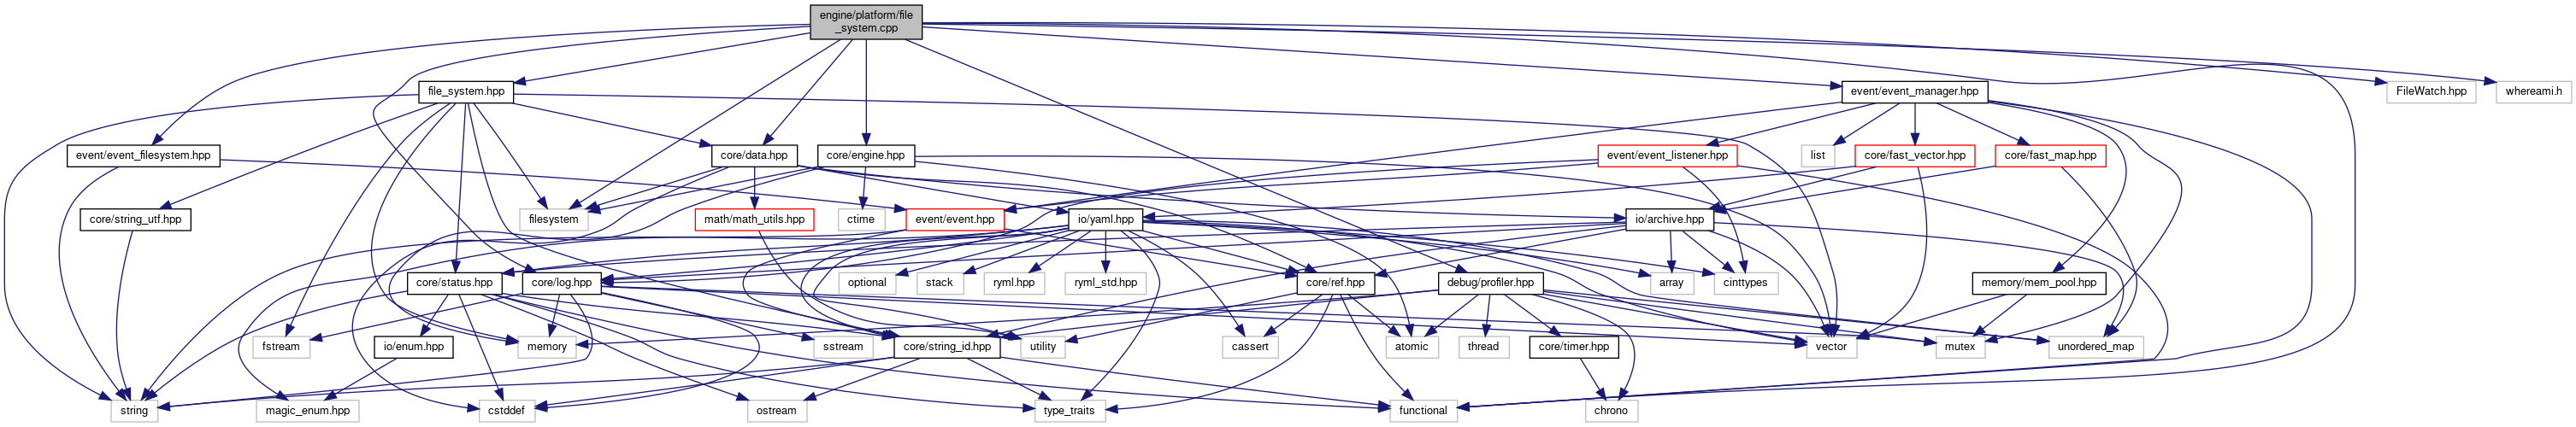 engine/platform/file
_system.cpp
file_system.hpp
event/event_manager.hpp
FileWatch.hpp
whereami.h
event/event_filesystem.hpp
core/data.hpp
core/engine.hpp
event/event_listener.hpp
list
core/fast_vector.hpp
core/fast_map.hpp
core/string_utf.hpp
filesystem
math/math_utils.hpp
ctime
event/event.hpp
io/yaml.hpp
io/archive.hpp
core/status.hpp
core/log.hpp
optional
stack
ryml.hpp
ryml_std.hpp
core/ref.hpp
debug/profiler.hpp
array
cinttypes
memory/mem_pool.hpp
fstream
io/enum.hpp
memory
sstream
core/string_id.hpp
utility
cassert
atomic
thread
core/timer.hpp
vector
mutex
unordered_map
string
magic_enum.hpp
cstddef
ostream
type_traits
functional
chrono